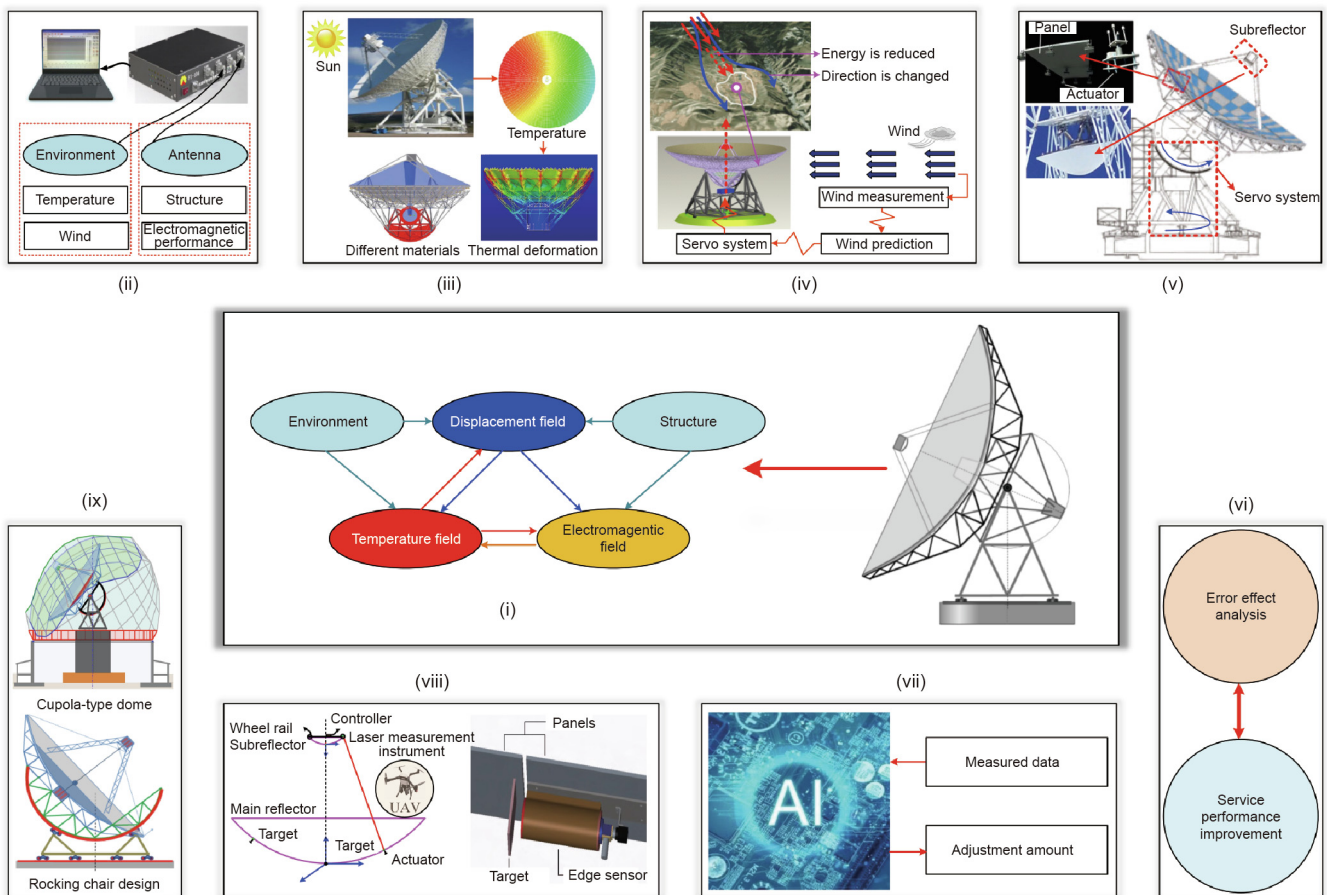 Environment
Antenna
Temperature
Structure
Wind
Electromagnetic
performance
(ii)
Sun
Temperature
Different materials
Thermal deformation
(iii)
Energy is reduced
Direction is changed
Wind
Wind measurement
Servo system
Wind prediction
(iv)
Panel
Actuator
Subreflector
Servo system
(v)
Environment
Displacement field
Structure
Temperature field
Electromagentic
field
(i)
(ix)
Cupola-type dome
Rocking chair design
(viii)
Controller
Wheel rail
Subreflector
Laser measurement
instrument
UAV
Main reflector
Target
Target
Actuator
Panels
Target
Edge sensor
(vii)
AI
Measured data
Adjustment amount
(vi)
Error effect
analysis
Service
performance
improvement